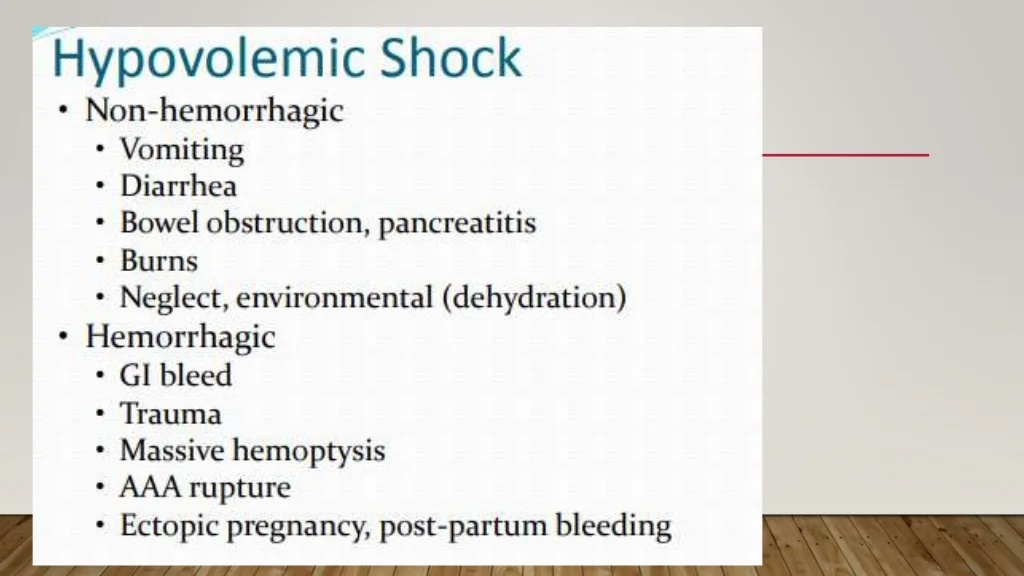 Hypovolemic Shock
• Non-hemorrhagic
• Vomiting
• Diarrhea
• Bowel obstruction, pancreatitis
• Burns
• Neglect, environmental (dehydration)
• Hemorrhagic
• GI bleed
• Trauma
• Massive hemoptysis
• AAA rupture
• Ectopic pregnancy, post-partum bleeding